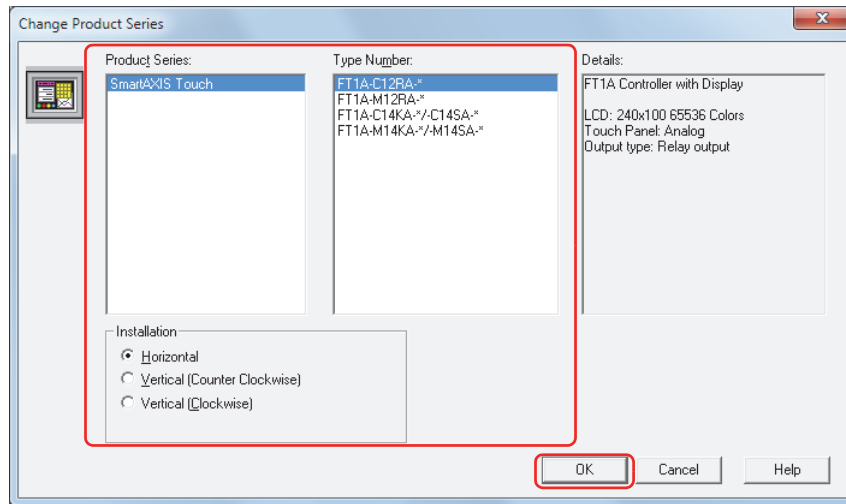 Change Product Series
Product Series:
SmartAXIS Touch
Type Number:
FT1A-C12RA-*
FT1A-M12RA-*
FT1A-C14KA-*/-C14SA-*
FT1A-M14KA-*/-M14SA-*
Details:
FT1A Controller with Display
LCD: 240x100 65536 Colors
Touch Panel: Analog
Output type: Relay output
Installation
Horizontal
Vertical (Counter Clockwise)
Vertical (Clockwise)
OK
Cancel
Help